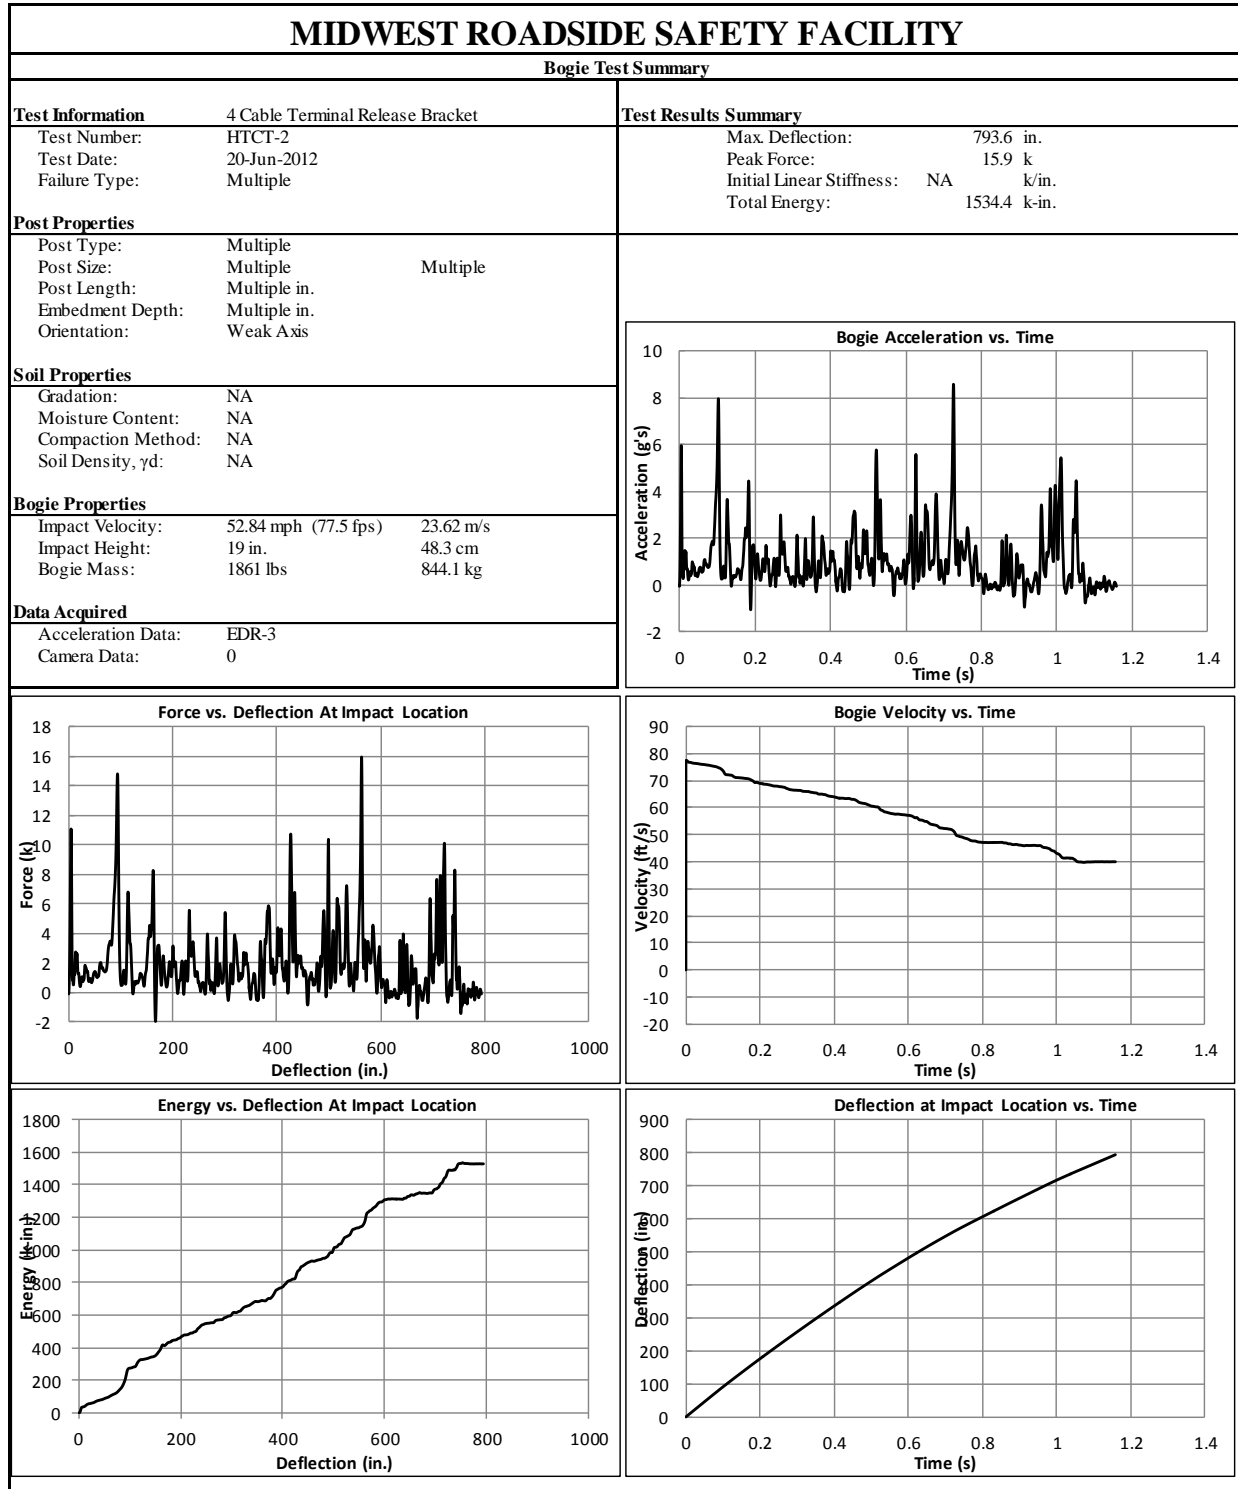 MIDWEST ROADSIDE SAFETY FACILITY
Bogie Test Summary
Test Information 4 Cable Terminal Release Bracket
Test Number: HTCT-2
Test Date: 20-Jun-2012
Failure Type: Multiple
Post Properties
Post Type: Multiple
Post Size: Multiple Multiple
Post Length: Multiple in.
Embedment Depth: Multiple in.
Orientation: Weak Axis
Soil Properties
Gradation: NA
Moisture Content: NA
Compaction Method: NA
Soil Density, γd: NA
Bogie Properties
Impact Velocity: 52.84 mph (77.5 fps) 23.62 m/s
Impact Height: 19 in. 48.3 cm
Bogie Mass: 1861 lbs 844.1 kg
Data Acquired
Acceleration Data: EDR-3
Camera Data: 0
Test Results Summary
Max. Deflection: 793.6 in.
Peak Force: 15.9 k
Initial Linear Stiffness: NA k/in.
Total Energy: 1534.4 k-in.
Bogie Acceleration vs. Time
10
8
6
4
2
0
-2
Acceleration (g's)
0 0.2 0.4 0.6 0.8 1 1.2 1.4
Time (s)
Force vs. Deflection At Impact Location
18
16
14
12
10
8
6
4
2
0
-2
Force (k)
0 200 400 600 800 1000
Deflection (in.)
Bogie Velocity vs. Time
90
80
70
60
50
40
30
20
10
0
-10
-20
Velocity (ft/s)
0 0.2 0.4 0.6 0.8 1 1.2 1.4
Time (s)
Energy vs. Deflection At Impact Location
1800
1600
1400
1200
1000
800
600
400
200
0
Energy (k-in.)
0 200 400 600 800 1000
Deflection (in.)
Deflection at Impact Location vs. Time
900
800
700
600
500
400
300
200
100
0
Deflection (in.)
0 0.2 0.4 0.6 0.8 1 1.2 1.4
Time (s)